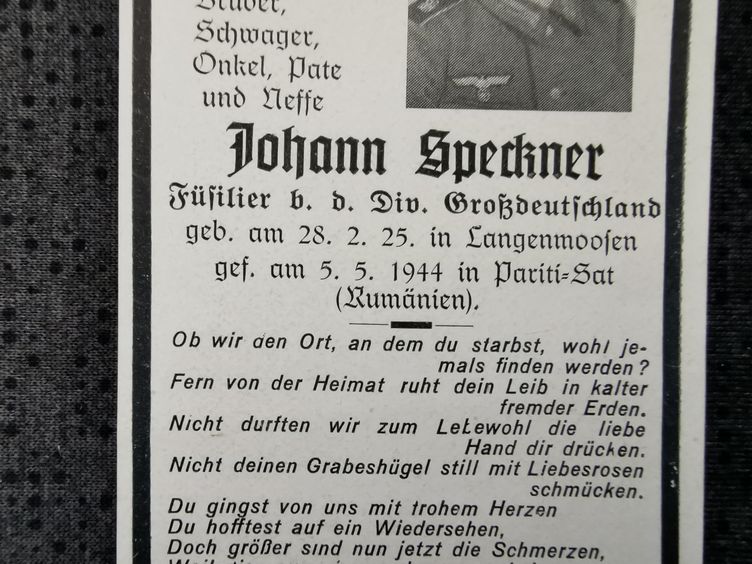 Bruder,
Schwager,
Onkel, Pate
und Neffe
Johann Speckner
Füsilier b. d. Div. Großdeutschland
geb. am 28. 2. 25. in Langenmoosen
gef. am 5. 5. 1944 in Pariti-Sat
(Rumänien).
Ob wir den Ort, an dem du starbst, wohl je-
mals finden werden?
Fern von der Heimat ruht dein Leib in kalter
fremder Erden.
Nicht durften wir zum Lebewohl die liebe
Hand dir drücken.
Nicht deinen Grabeshügel still mit Liebesrosen
schmücken.
Du gingst von uns mit frohem Herzen
Du hofftest auf ein Wiedersehen,
Doch größer sind nun jetzt die Schmerzen,